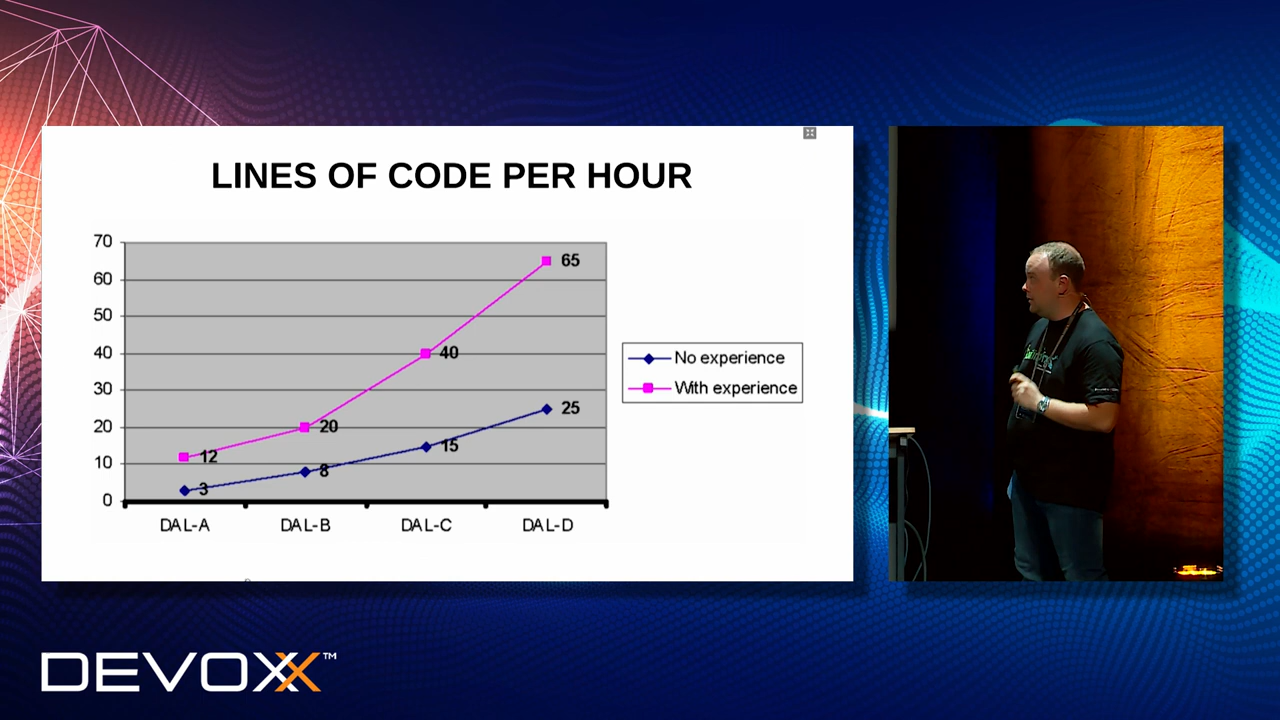 LINES OF CODE PER HOUR
70
60
50
40
30
20
10
0
12
20
40
65
3
8
15
25
DAL-A
DAL-B
DAL-C
DAL-D
No experience
With experience
DEVOXX™